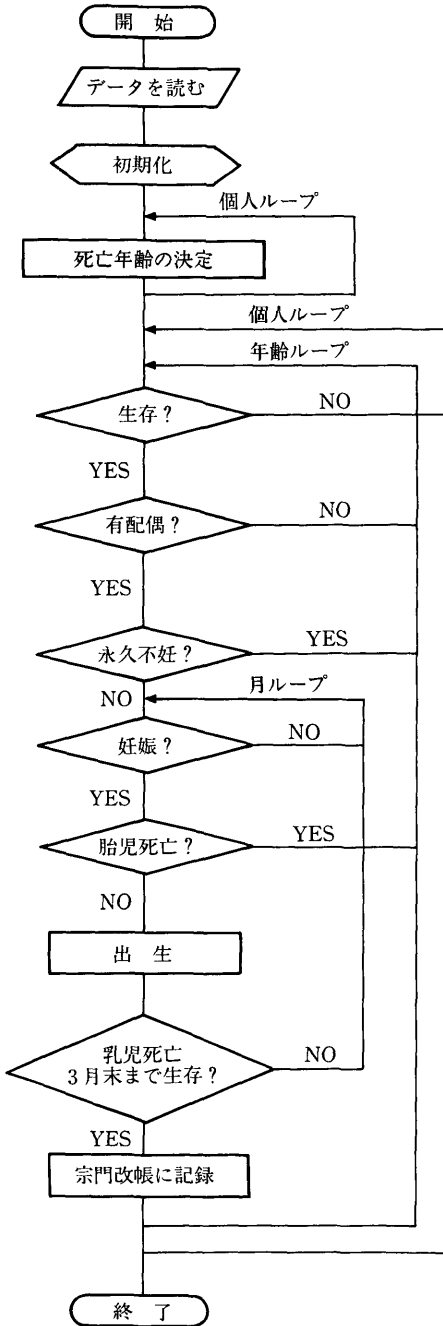 開 始
データを読む
初期化
個人ループ
死亡年齢の決定
個人ループ
年齢ループ
生存?
NO
YES
有配偶?
NO
YES
永久不妊?
YES
NO
月ループ
妊娠?
NO
YES
胎児死亡?
YES
NO
出 生
乳児死亡
3月末まで生存?
NO
YES
宗門改帳に記録
終 了